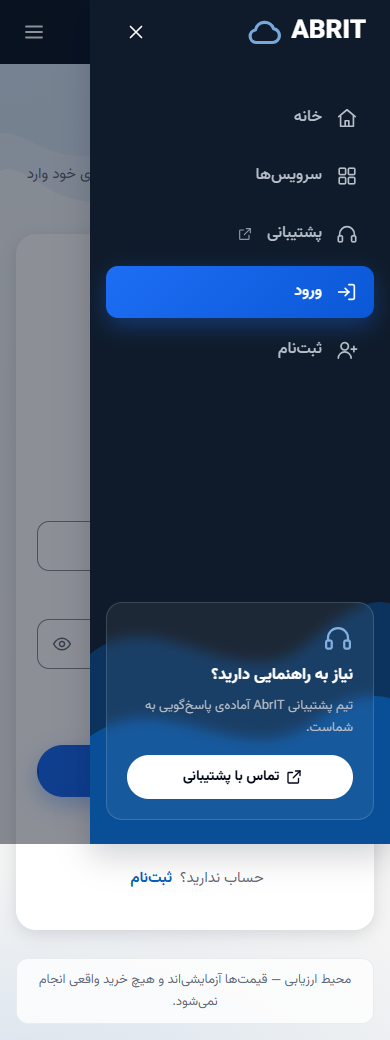 ABRIT
خانه
سرویس‌ها
پشتیبانی
ورود
ثبت‌نام
ی خود وارد
نیاز به راهنمایی دارید؟
تیم پشتیبانی AbrIT آماده‌ی پاسخ‌گویی به
شماست.
تماس با پشتیبانی
حساب ندارید؟ ثبت‌نام
محیط ارزیابی — قیمت‌ها آزمایشی‌اند و هیچ خرید واقعی انجام
نمی‌شود.